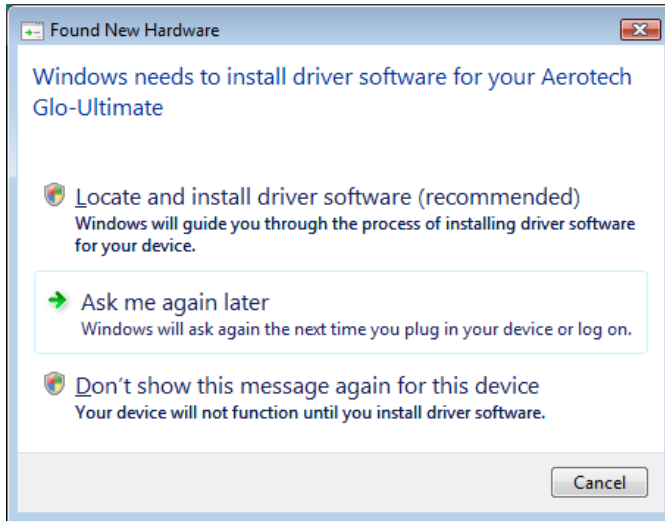 Found New Hardware
Windows needs to install driver software for your Aerotech
Glo-Ultimate
Locate and install driver software (recommended)
Windows will guide you through the process of installing driver software
for your device.
Ask me again later
Windows will ask again the next time you plug in your device or log on.
Don't show this message again for this device
Your device will not function until you install driver software.
Cancel